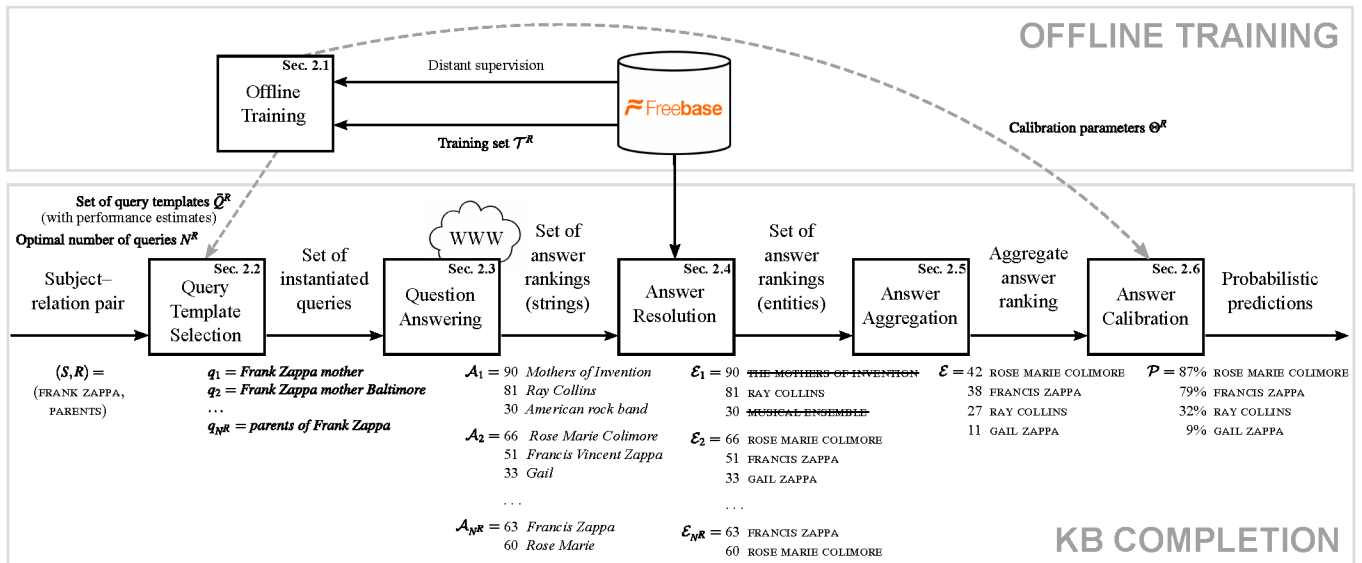 OFFLINE TRAINING
Sec. 2.1
Offline
Training
Distant supervision
Training set 𝒯ᴿ
Freebase
Calibration parameters Θᴿ
Set of query templates Q̄ᴿ
(with performance estimates)
Optimal number of queries Nᴿ
Subject–
relation pair
Sec. 2.2
Query
Template
Selection
Set of
instantiated
queries
WWW
Sec. 2.3
Question
Answering
Set of
answer
rankings
(strings)
Sec. 2.4
Answer
Resolution
Set of
answer
rankings
(entities)
Sec. 2.5
Answer
Aggregation
Aggregate
answer
ranking
Sec. 2.6
Answer
Calibration
Probabilistic
predictions
(S,R) =
(FRANK ZAPPA,
PARENTS)
q₁ = Frank Zappa mother
q₂ = Frank Zappa mother Baltimore
...
q_Nᴿ = parents of Frank Zappa
𝒜₁ = 90 Mothers of Invention
81 Ray Collins
30 American rock band
𝒜₂ = 66 Rose Marie Colimore
51 Francis Vincent Zappa
33 Gail
...
𝒜_Nᴿ = 63 Francis Zappa
60 Rose Marie
ℰ₁ = 90 THE MOTHERS OF INVENTION
81 RAY COLLINS
30 MUSICAL ENSEMBLE
ℰ₂ = 66 ROSE MARIE COLIMORE
51 FRANCIS ZAPPA
33 GAIL ZAPPA
...
ℰ_Nᴿ = 63 FRANCIS ZAPPA
60 ROSE MARIE COLIMORE
ℰ = 42 ROSE MARIE COLIMORE
38 FRANCIS ZAPPA
27 RAY COLLINS
11 GAIL ZAPPA
𝒫 = 87% ROSE MARIE COLIMORE
79% FRANCIS ZAPPA
32% RAY COLLINS
9% GAIL ZAPPA
KB COMPLETION